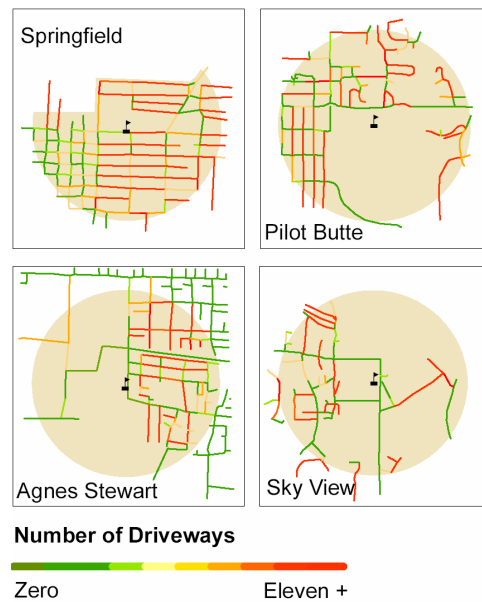 Springfield
Pilot Butte
Agnes Stewart
Sky View
Number of Driveways
Zero
Eleven +